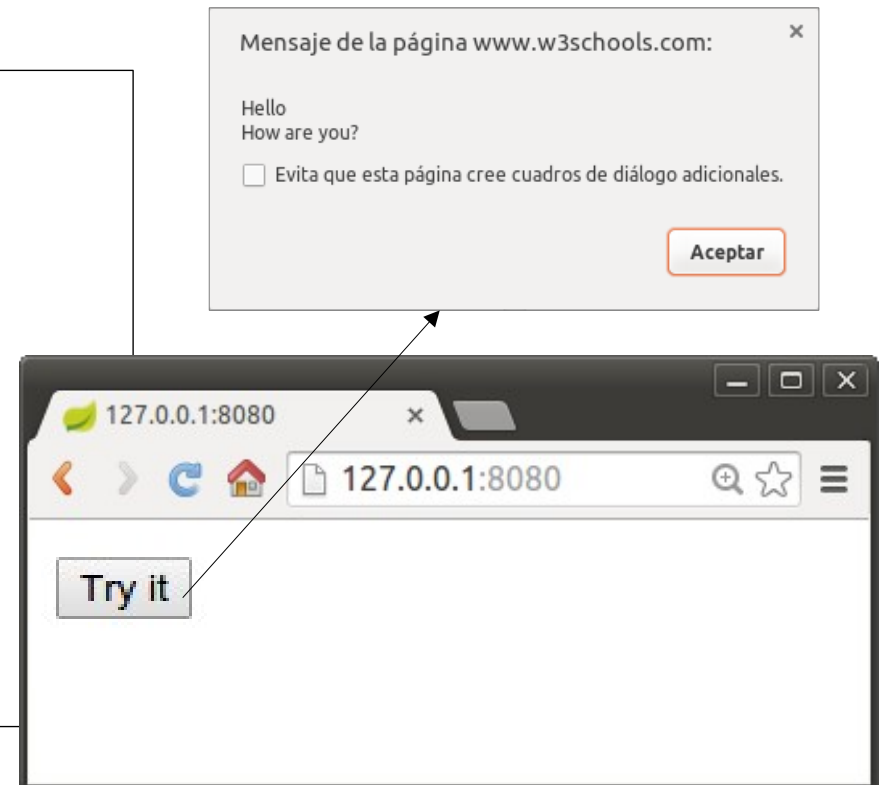 Mensaje de la página www.w3schools.com:
Hello
How are you?
Evita que esta página cree cuadros de diálogo adicionales.
Aceptar
127.0.0.1:8080
127.0.0.1:8080
Try it